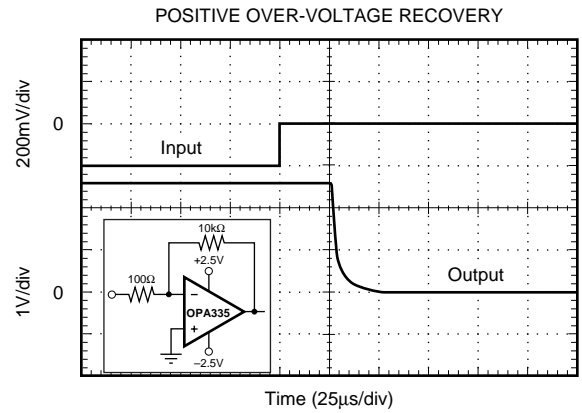 POSITIVE OVER-VOLTAGE RECOVERY
200mV/div
0
Input
10kΩ
+2.5V
100Ω
−
OPA335
+
−2.5V
1V/div
0
Output
Time (25µs/div)